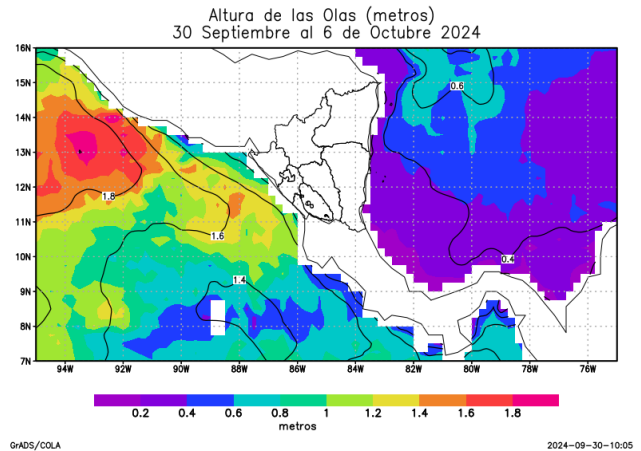 Altura de las Olas (metros)
30 Septiembre al 6 de Octubre 2024
16N
15N
14N
13N
12N
11N
10N
9N
8N
7N
0.6
1.8
1.6
0.4
1.4
94W 92W 90W 88W 86W 84W 82W 80W 78W 76W
0.2 0.4 0.6 0.8 1 1.2 1.4 1.6 1.8
metros
GrADS/COLA 2024-09-30-10:05